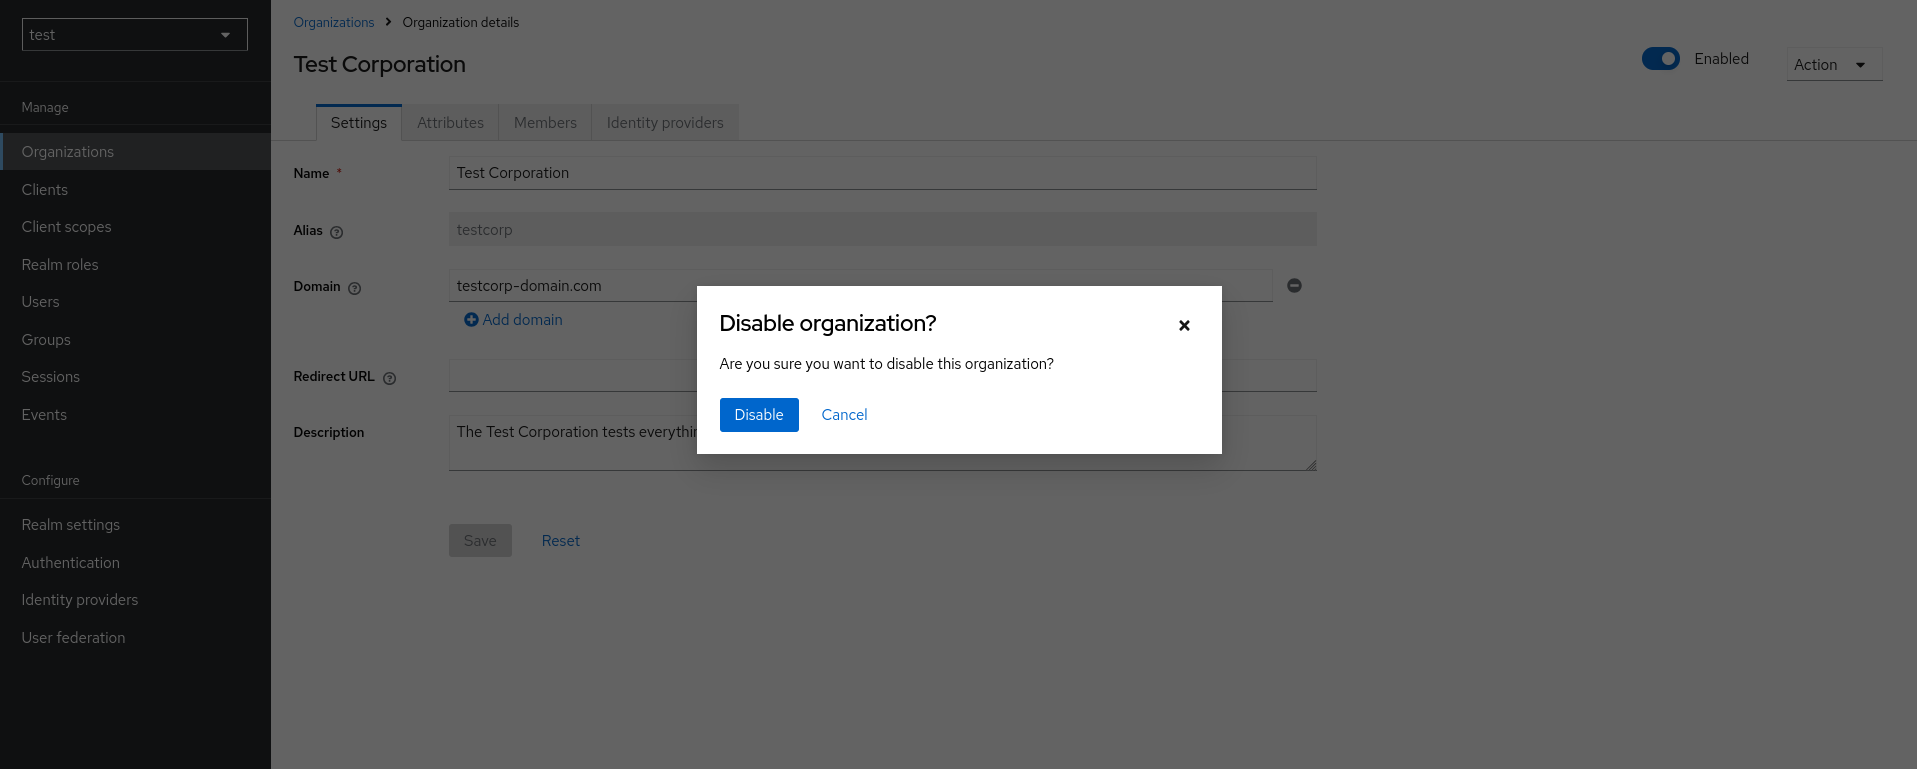 test
Manage
Organizations
Clients
Client scopes
Realm roles
Users
Groups
Sessions
Events
Configure
Realm settings
Authentication
Identity providers
User federation
Organizations Organization details
Test Corporation
Enabled
Action
Settings Attributes Members Identity providers
Name * Test Corporation
Alias testcorp
Domain testcorp-domain.com
Add domain
Redirect URL
Description The Test Corporation tests
Save Reset
Disable organization?
Are you sure you want to disable this organization?
Disable Cancel